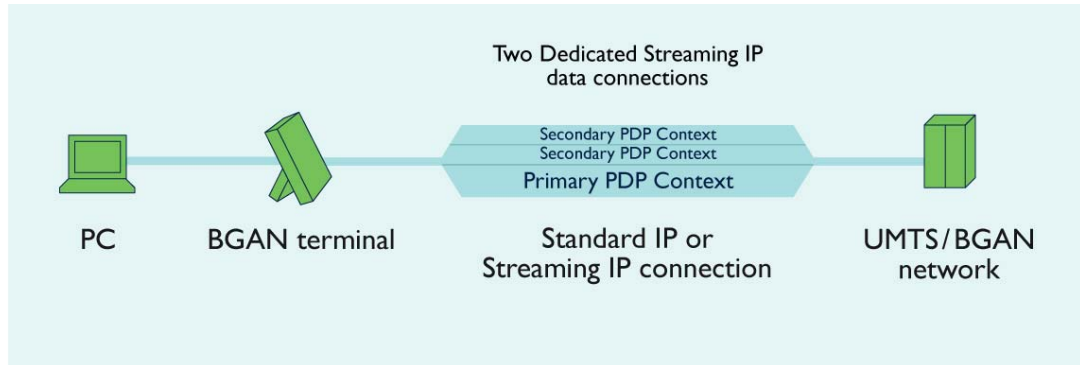 Two Dedicated Streaming IP
data connections
Secondary PDP Context
Secondary PDP Context
Primary PDP Context
PC
BGAN terminal
Standard IP or
Streaming IP connection
UMTS/BGAN
network